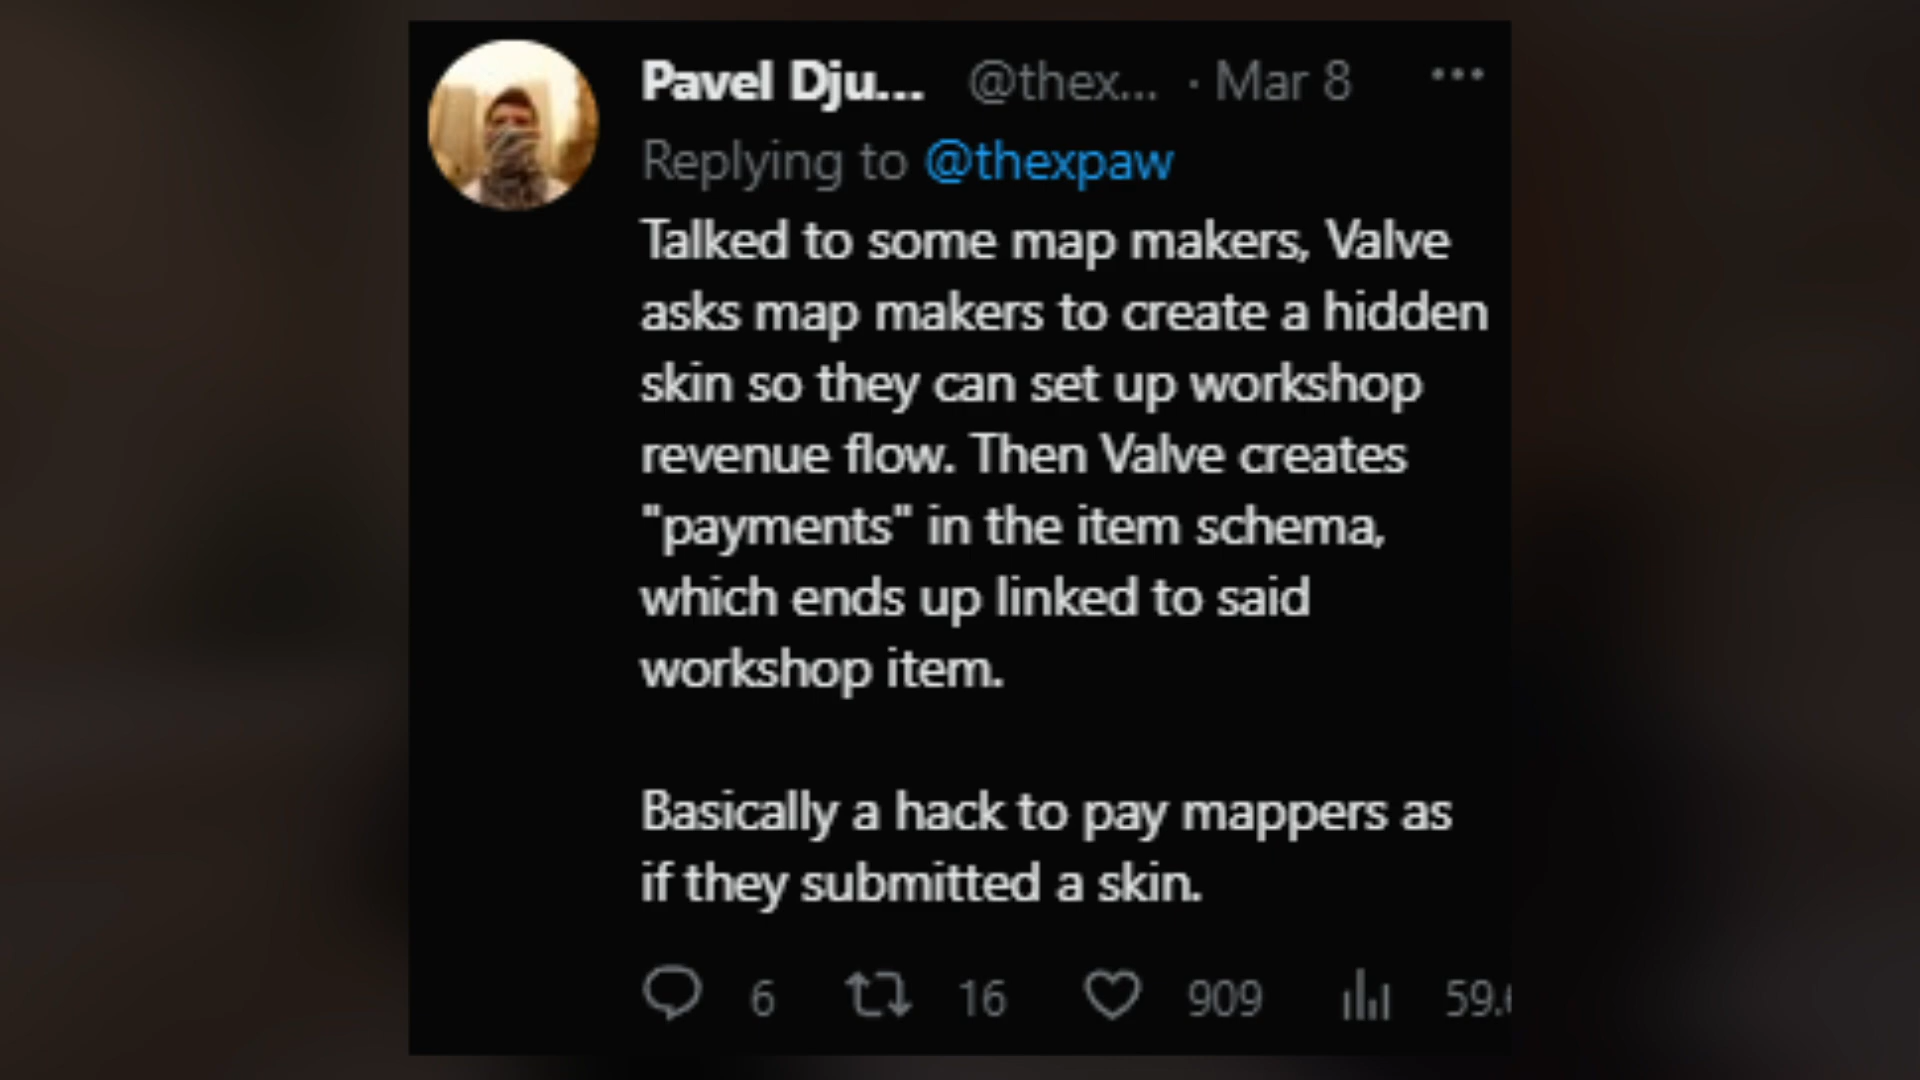 Pavel Dju... @thex... · Mar 8 ...
Replying to @thexpaw
Talked to some map makers, Valve
asks map makers to create a hidden
skin so they can set up workshop
revenue flow. Then Valve creates
"payments" in the item schema,
which ends up linked to said
workshop item.
Basically a hack to pay mappers as
if they submitted a skin.
6 16 909 59.